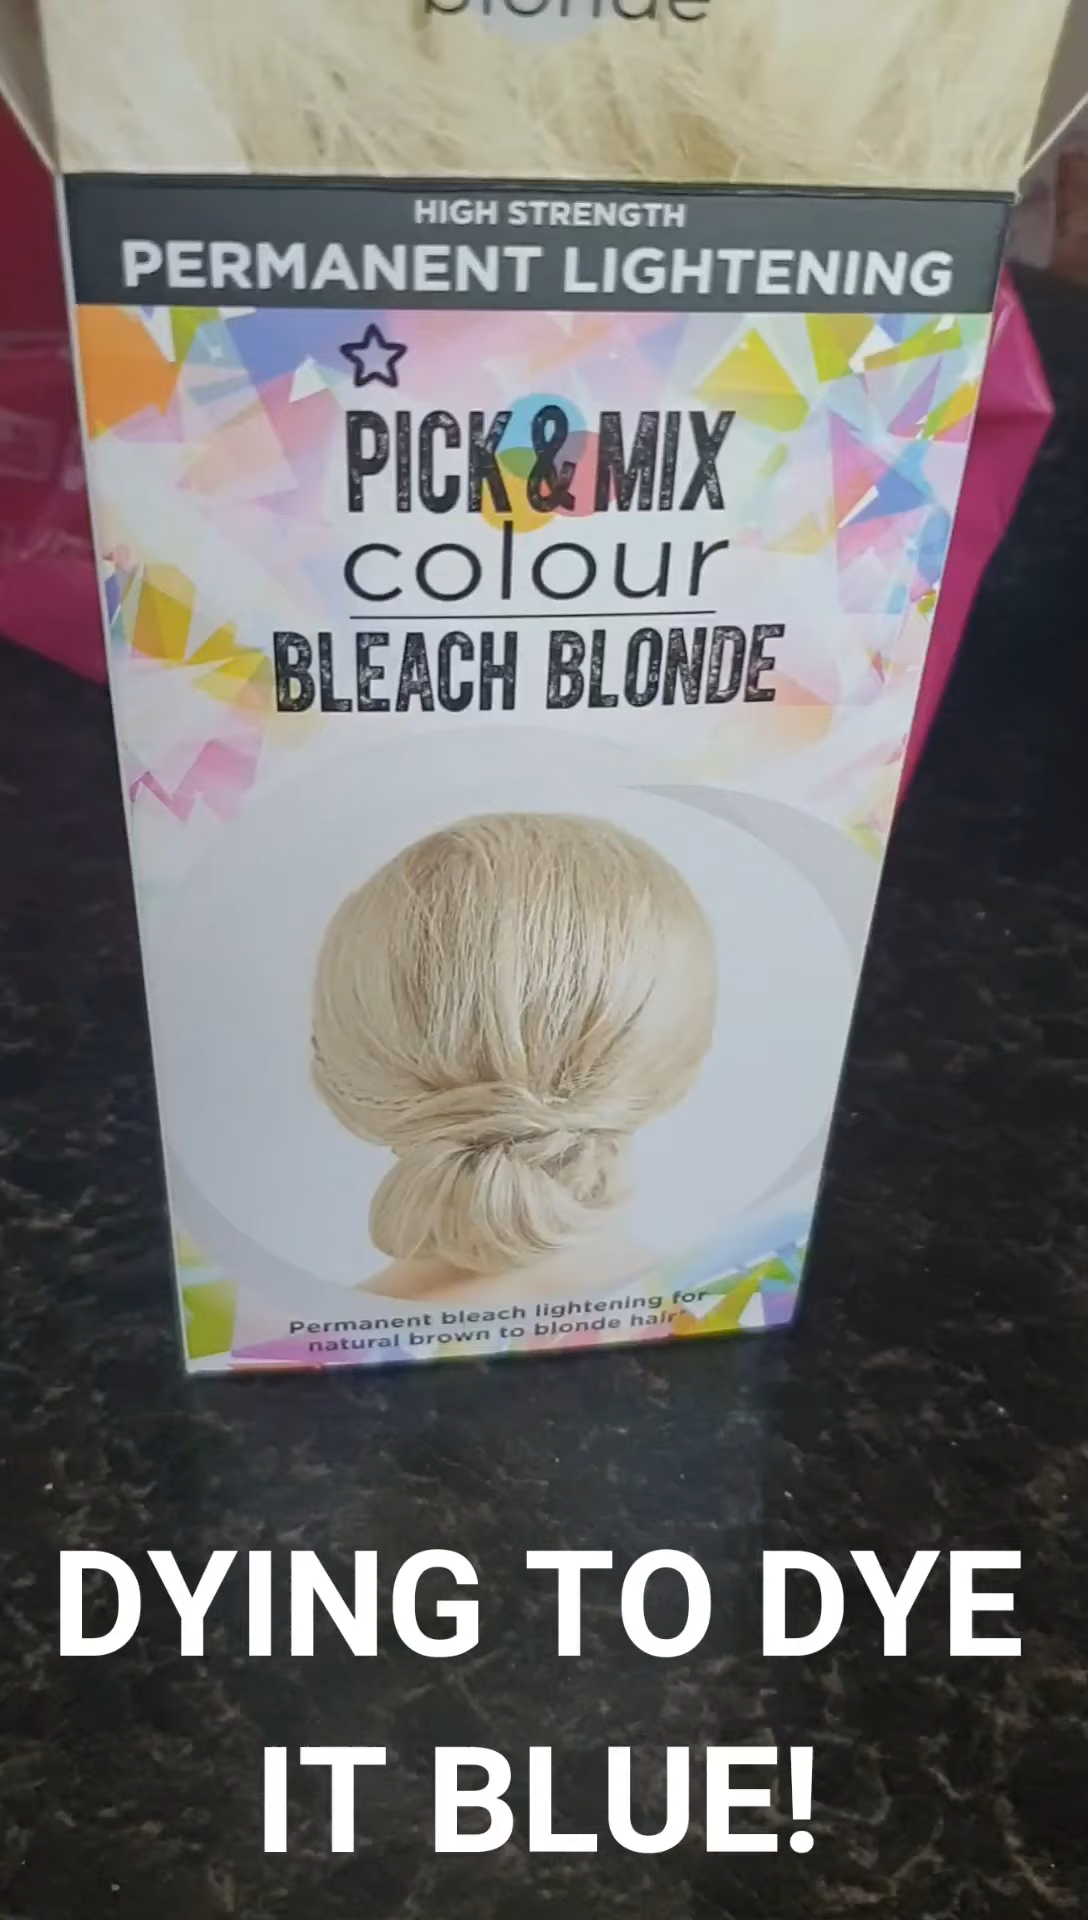 blonde
HIGH STRENGTH
PERMANENT LIGHTENING
PICK & MIX
colour
BLEACH BLONDE
Permanent bleach lightening for
natural brown to blonde hair*
DYING TO DYE
IT BLUE!